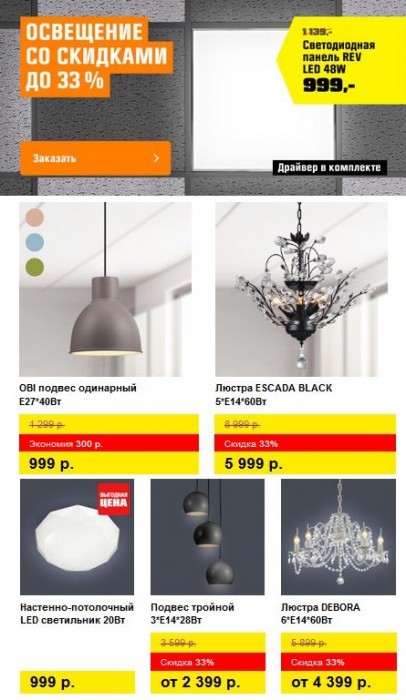 ОСВЕЩЕНИЕ
СО СКИДКАМИ
ДО 33 %
Заказать
1 139,-
Светодиодная
панель REV
LED 48W
999,-
Драйвер в комплекте
OBI подвес одинарный
E27*40Вт
1 299 р.
Экономия 300 р.
999 р.
Люстра ESCADA BLACK
5*E14*60Вт
8 999 р.
Скидка 33%
5 999 р.
ВЫГОДНАЯ
ЦЕНА
Настенно-потолочный
LED светильник 20Вт
999 р.
Подвес тройной
3*E14*28Вт
3 599 р.
Скидка 33%
от 2 399 р.
Люстра DEBORA
6*E14*60Вт
8 899 р.
Скидка 33%
от 4 899 р.